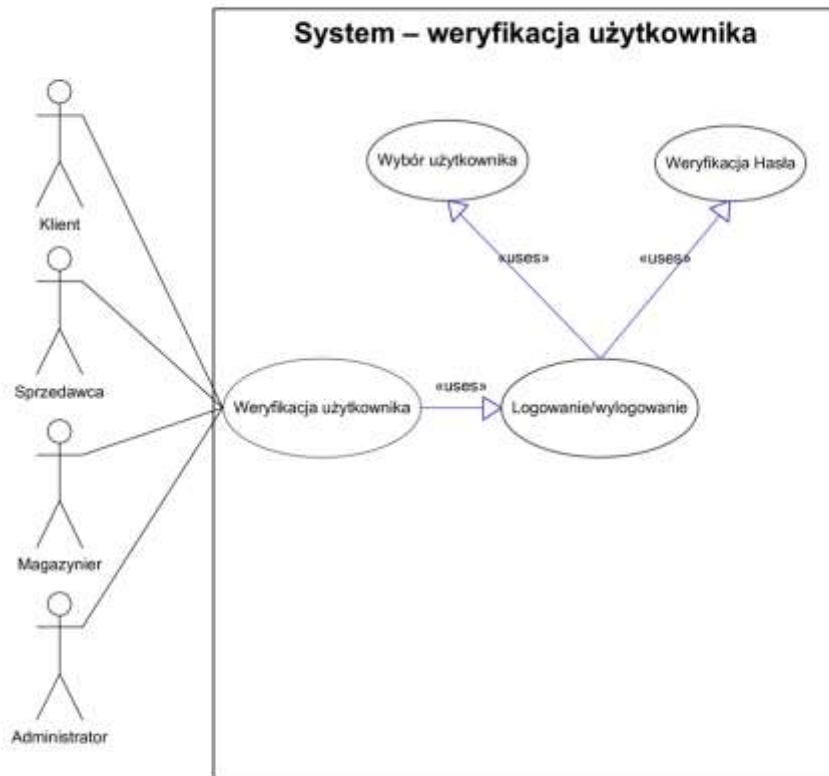 System – weryfikacja użytkownika
Wybór użytkownika
Weryfikacja Hasła
Klient
«uses»
«uses»
Sprzedawca
«uses»
Weryfikacja użytkownika
Logowanie/wylogowanie
Magazynier
Administrator